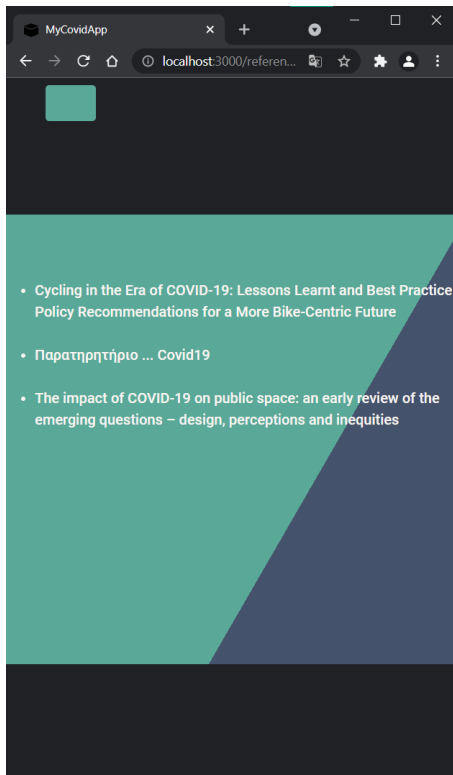 MyCovidApp
localhost:3000/referen...
Cycling in the Era of COVID-19: Lessons Learnt and Best Practice
Policy Recommendations for a More Bike-Centric Future
Παρατηρητήριο ... Covid19
The impact of COVID-19 on public space: an early review of the
emerging questions – design, perceptions and inequities